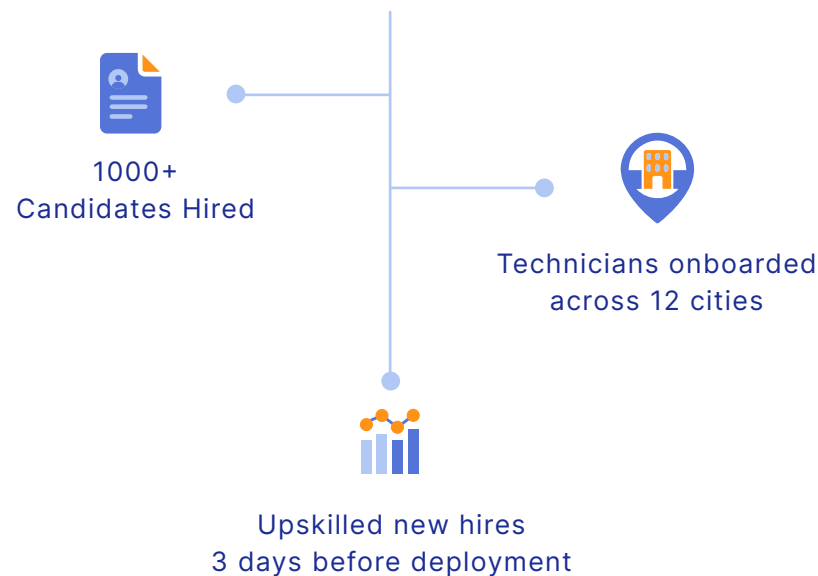 1000+
Candidates Hired
Technicians onboarded
across 12 cities
Upskilled new hires
3 days before deployment